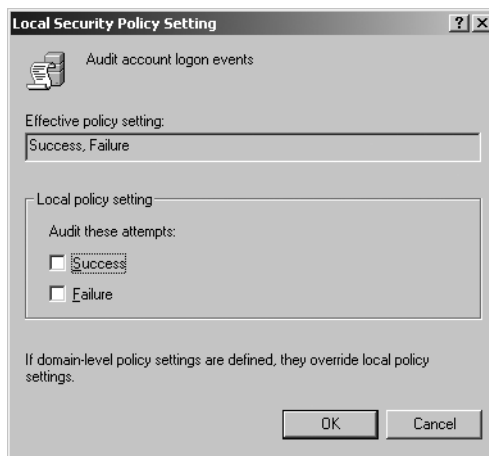 Local Security Policy Setting
Audit account logon events
Effective policy setting:
Success, Failure
Local policy setting
Audit these attempts:
Success
Failure
If domain-level policy settings are defined, they override local policy
settings.
OK Cancel